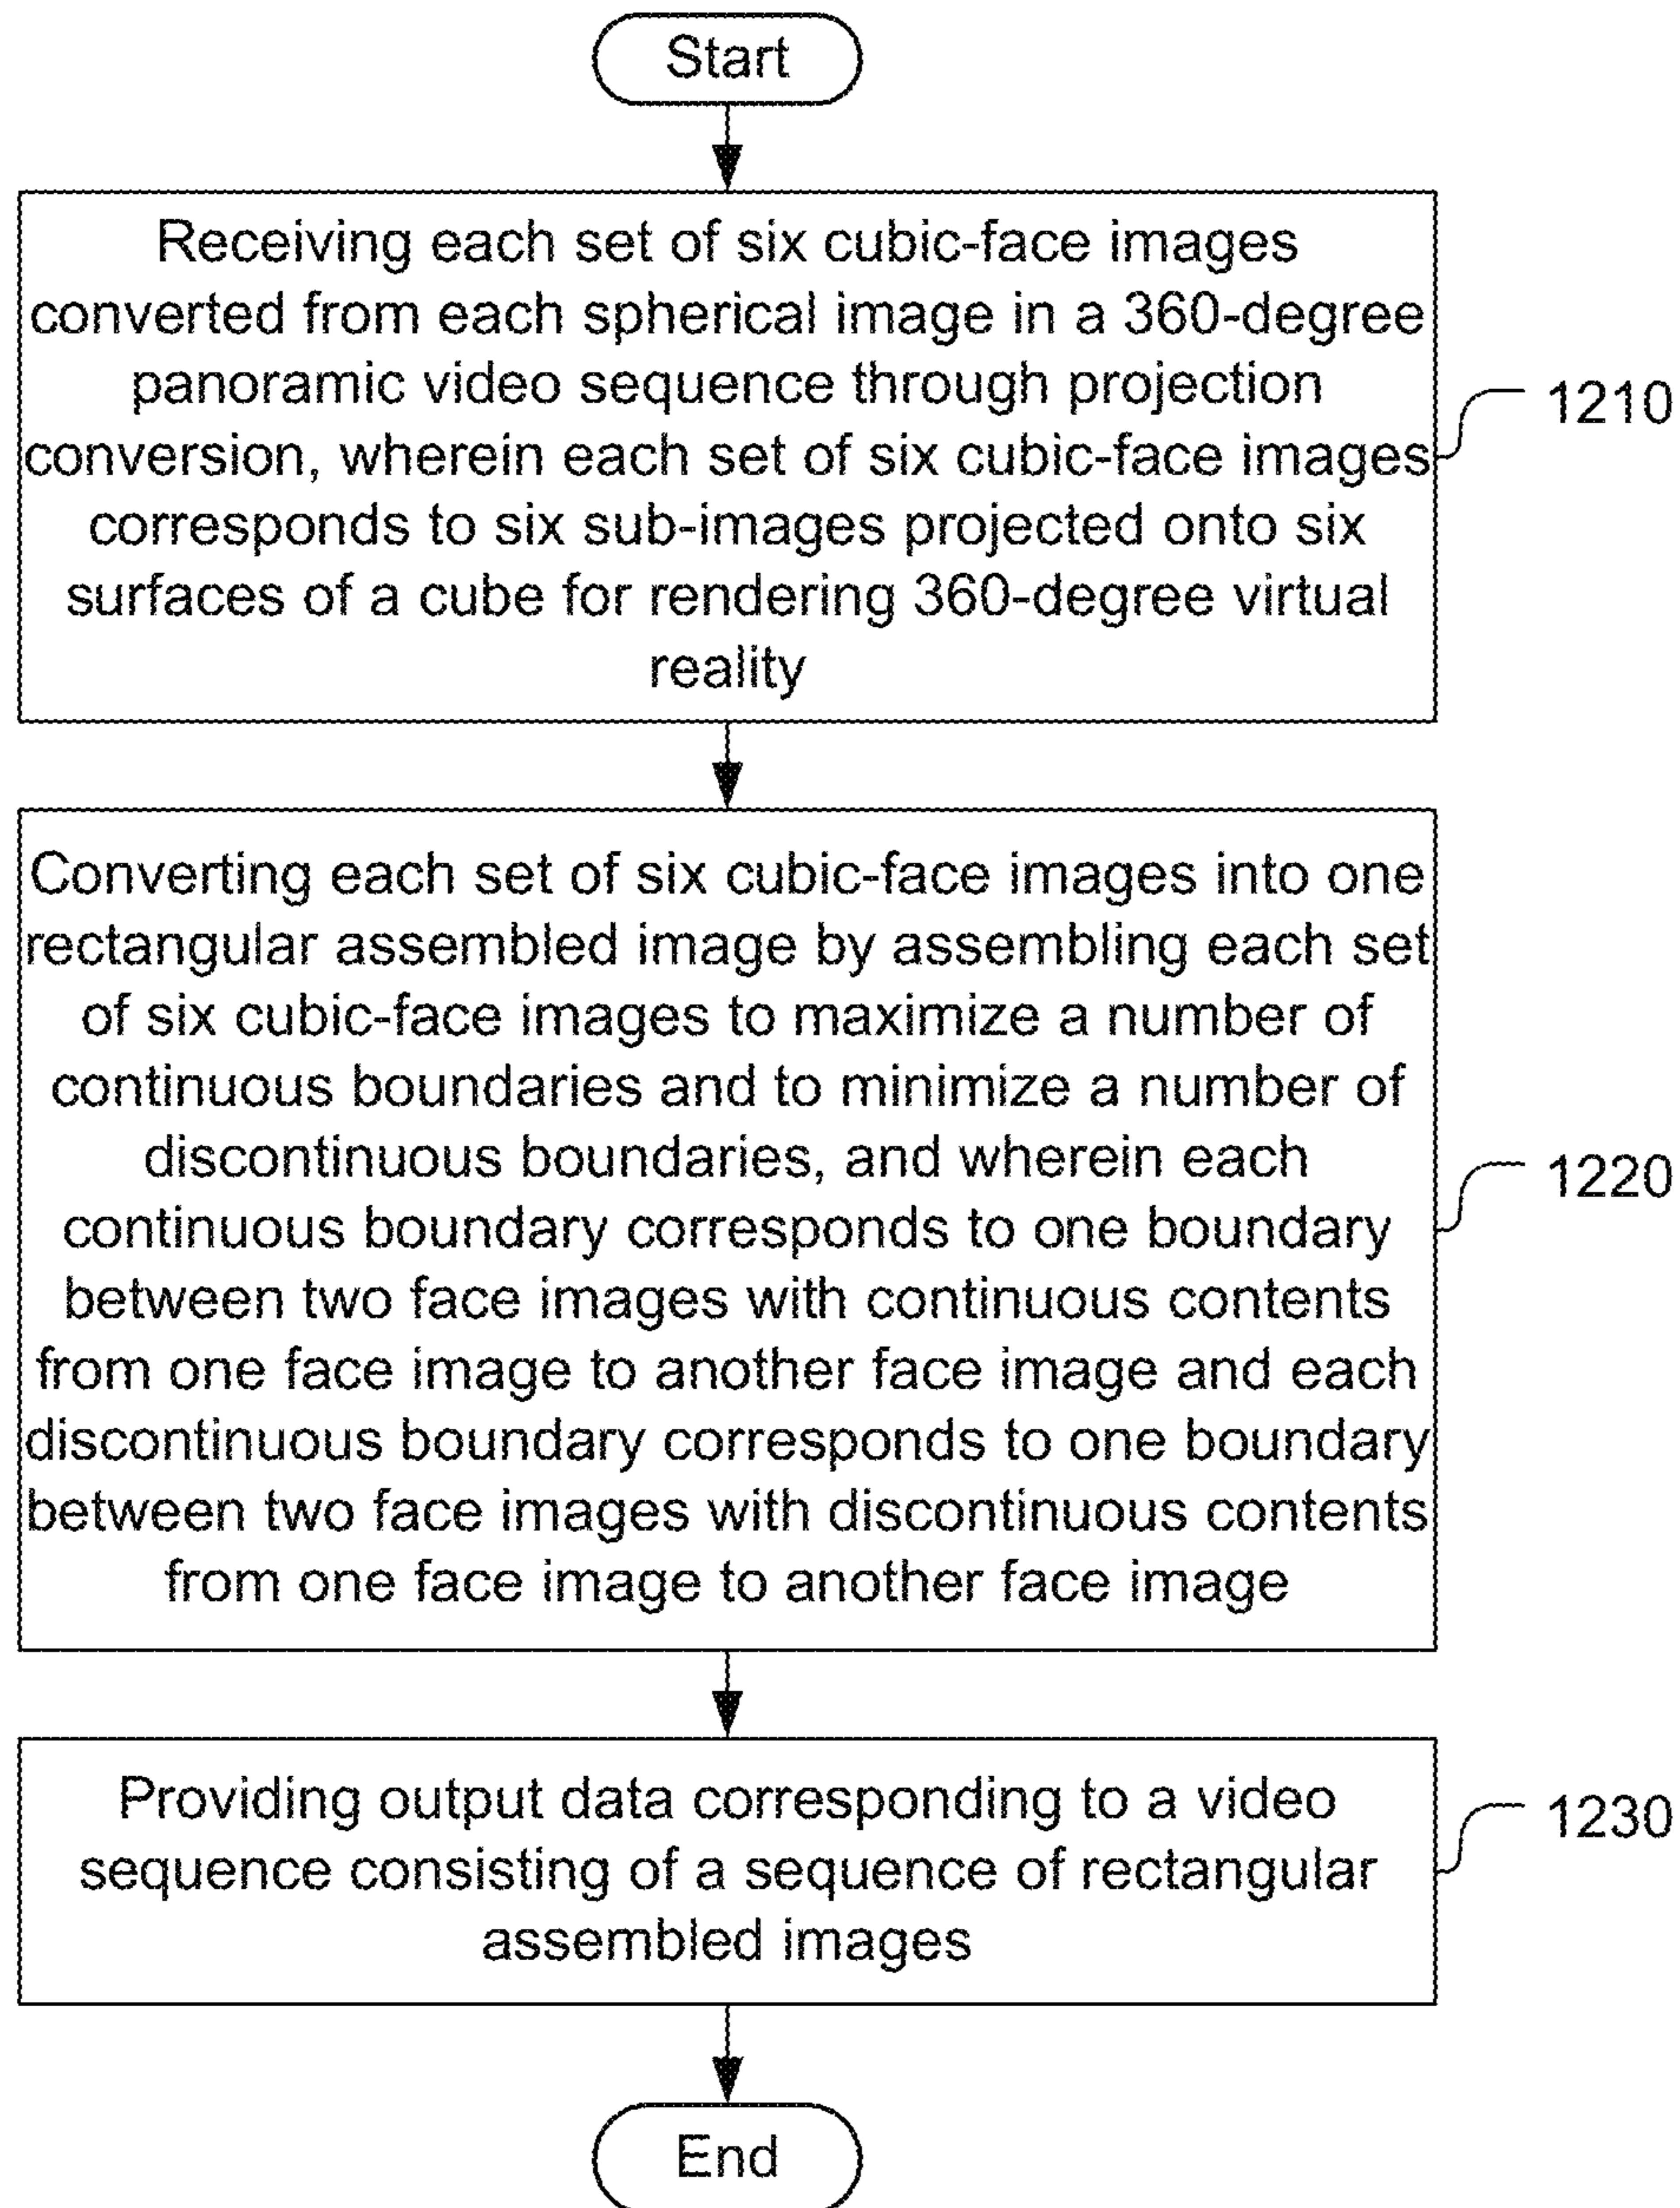 Start
Receiving each set of six cubic-face images
converted from each spherical image in a 360-degree
panoramic video sequence through projection
conversion, wherein each set of six cubic-face images
corresponds to six sub-images projected onto six
surfaces of a cube for rendering 360-degree virtual
reality
1210
Converting each set of six cubic-face images into one
rectangular assembled image by assembling each set
of six cubic-face images to maximize a number of
continuous boundaries and to minimize a number of
discontinuous boundaries, and wherein each
continuous boundary corresponds to one boundary
between two face images with continuous contents
from one face image to another face image and each
discontinuous boundary corresponds to one boundary
between two face images with discontinuous contents
from one face image to another face image
1220
Providing output data corresponding to a video
sequence consisting of a sequence of rectangular
assembled images
1230
End